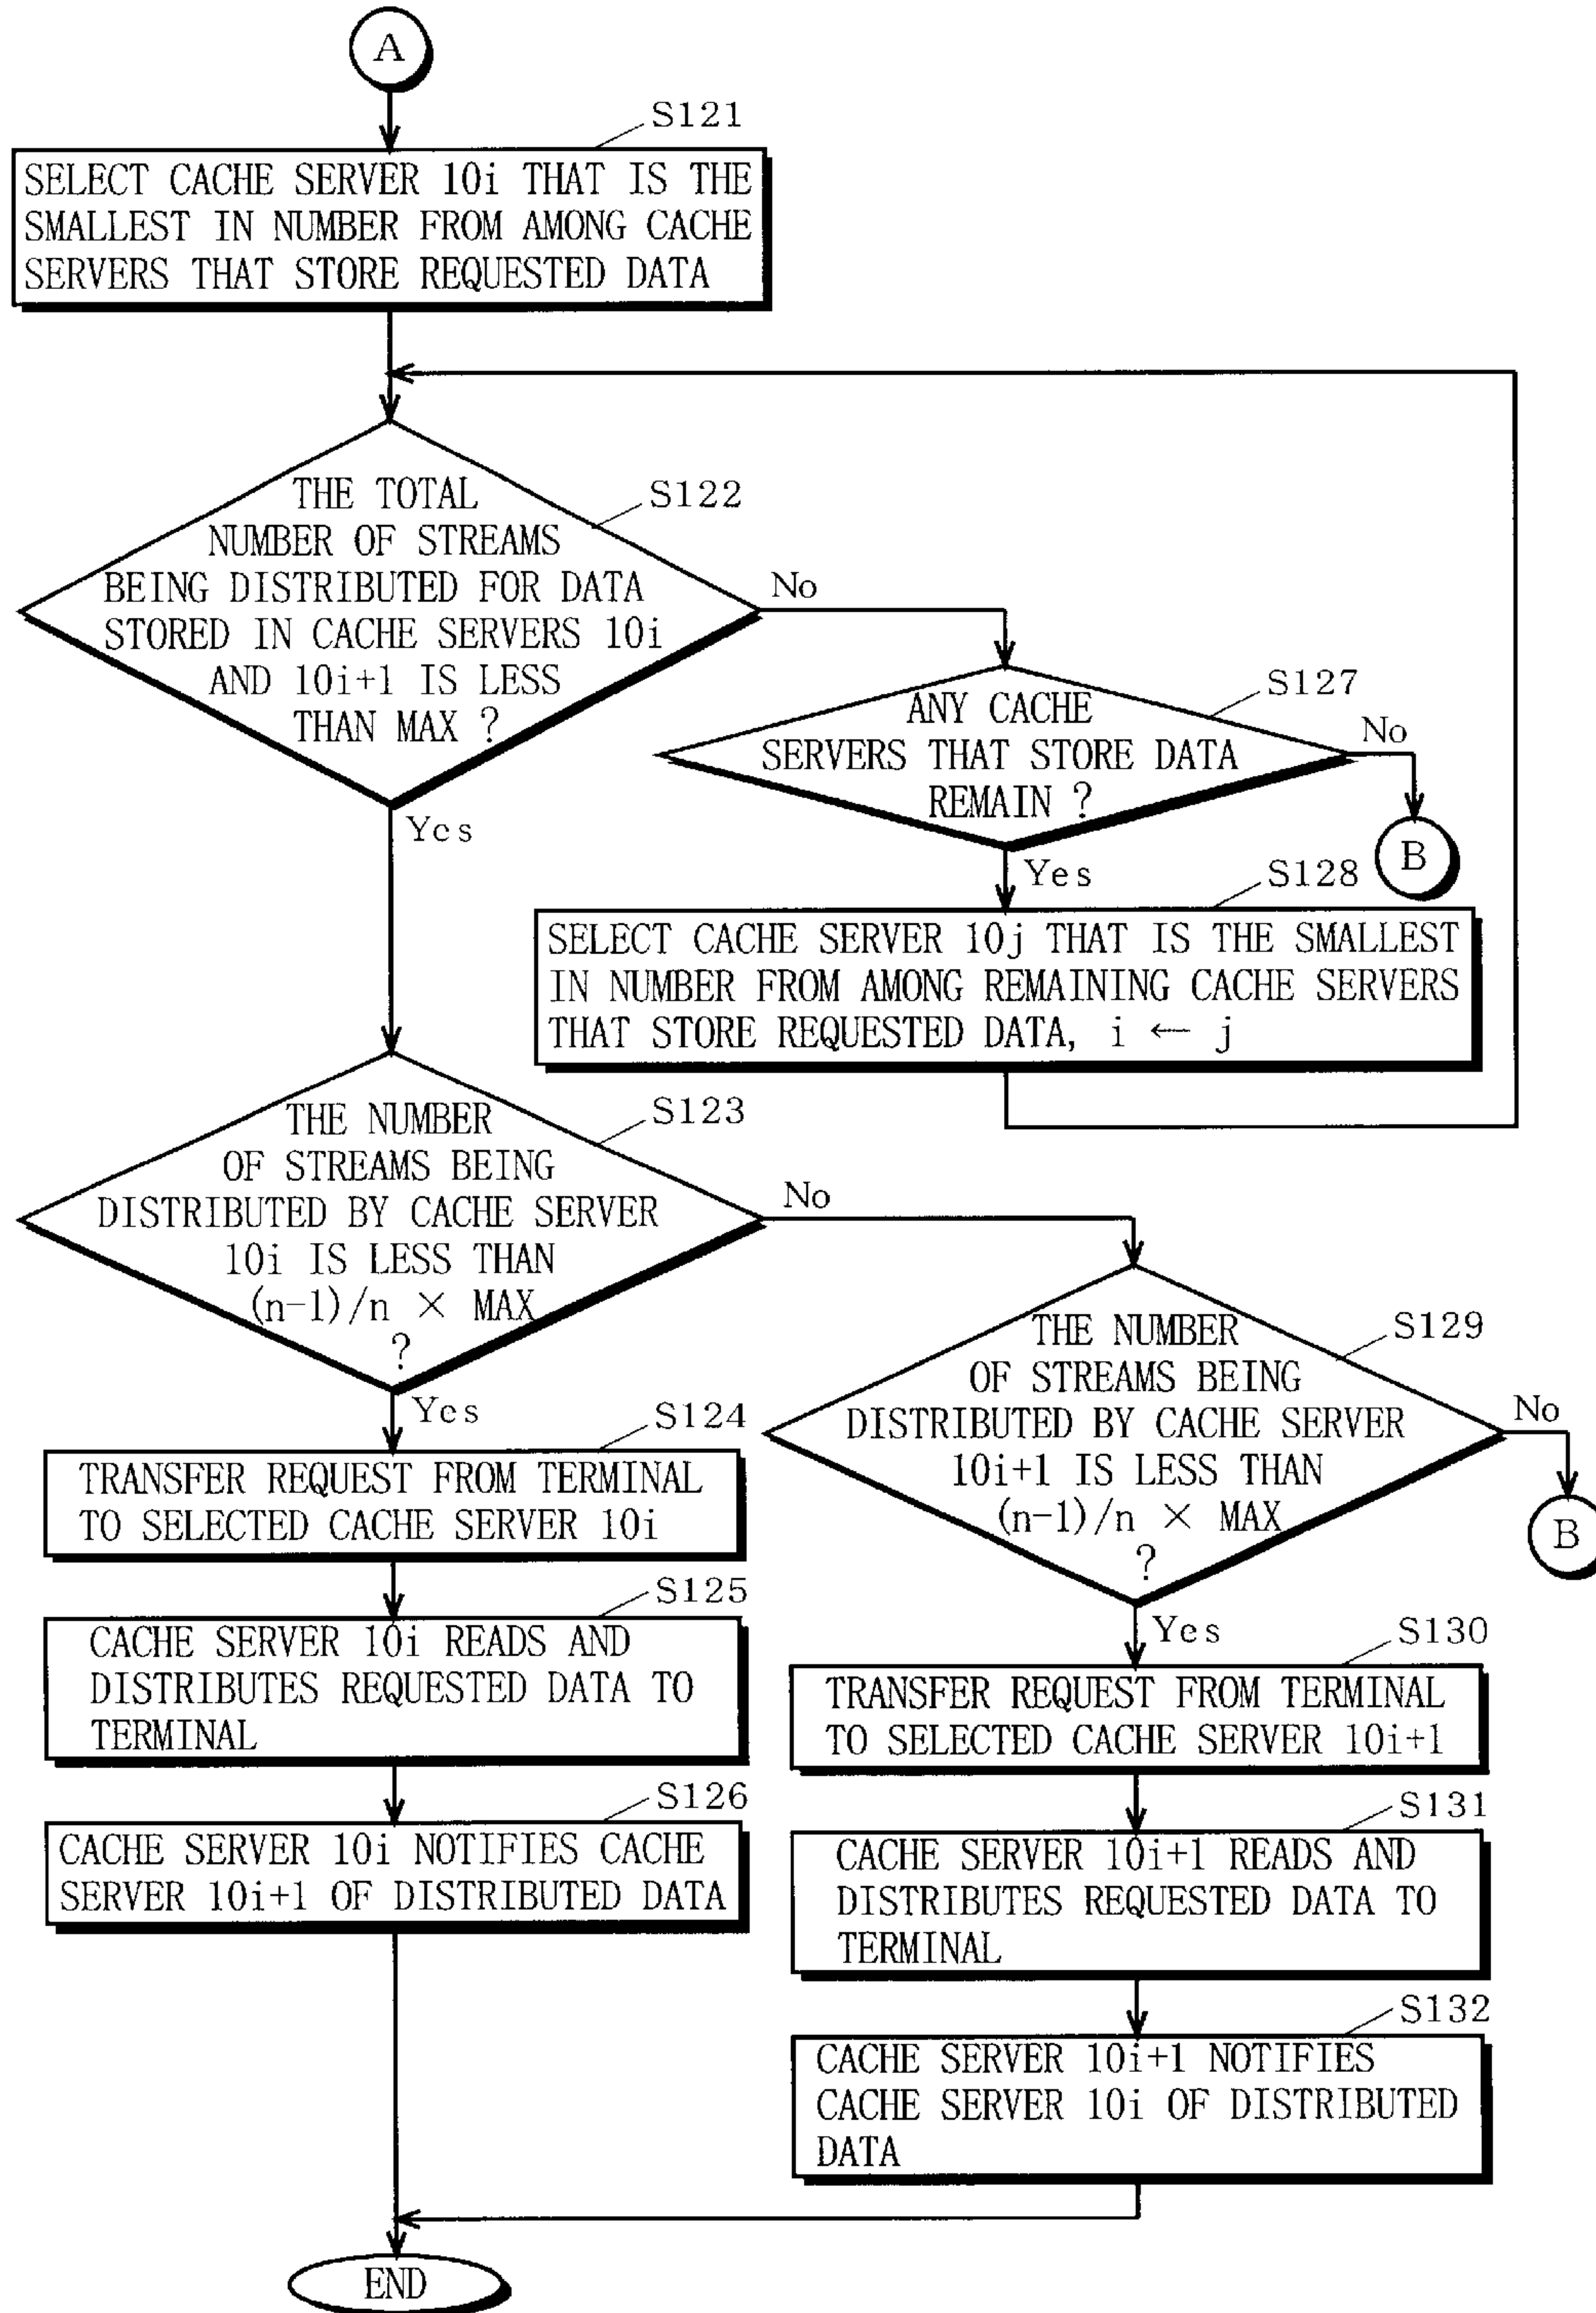 A
S121
SELECT CACHE SERVER 10i THAT IS THE
SMALLEST IN NUMBER FROM AMONG CACHE
SERVERS THAT STORE REQUESTED DATA
S122
THE TOTAL
NUMBER OF STREAMS
BEING DISTRIBUTED FOR DATA
STORED IN CACHE SERVERS 10i
AND 10i+1 IS LESS
THAN MAX ?
No
Yes
S127
ANY CACHE
SERVERS THAT STORE DATA
REMAIN ?
No
B
Yes
S128
SELECT CACHE SERVER 10j THAT IS THE SMALLEST
IN NUMBER FROM AMONG REMAINING CACHE SERVERS
THAT STORE REQUESTED DATA, i ← j
S123
THE NUMBER
OF STREAMS BEING
DISTRIBUTED BY CACHE SERVER
10i IS LESS THAN
(n-1)/n × MAX
?
No
Yes
S124
TRANSFER REQUEST FROM TERMINAL
TO SELECTED CACHE SERVER 10i
S125
CACHE SERVER 10i READS AND
DISTRIBUTES REQUESTED DATA TO
TERMINAL
S126
CACHE SERVER 10i NOTIFIES CACHE
SERVER 10i+1 OF DISTRIBUTED DATA
S129
THE NUMBER
OF STREAMS BEING
DISTRIBUTED BY CACHE SERVER
10i+1 IS LESS THAN
(n-1)/n × MAX
?
No
B
Yes
S130
TRANSFER REQUEST FROM TERMINAL
TO SELECTED CACHE SERVER 10i+1
S131
CACHE SERVER 10i+1 READS AND
DISTRIBUTES REQUESTED DATA TO
TERMINAL
S132
CACHE SERVER 10i+1 NOTIFIES
CACHE SERVER 10i OF DISTRIBUTED
DATA
END